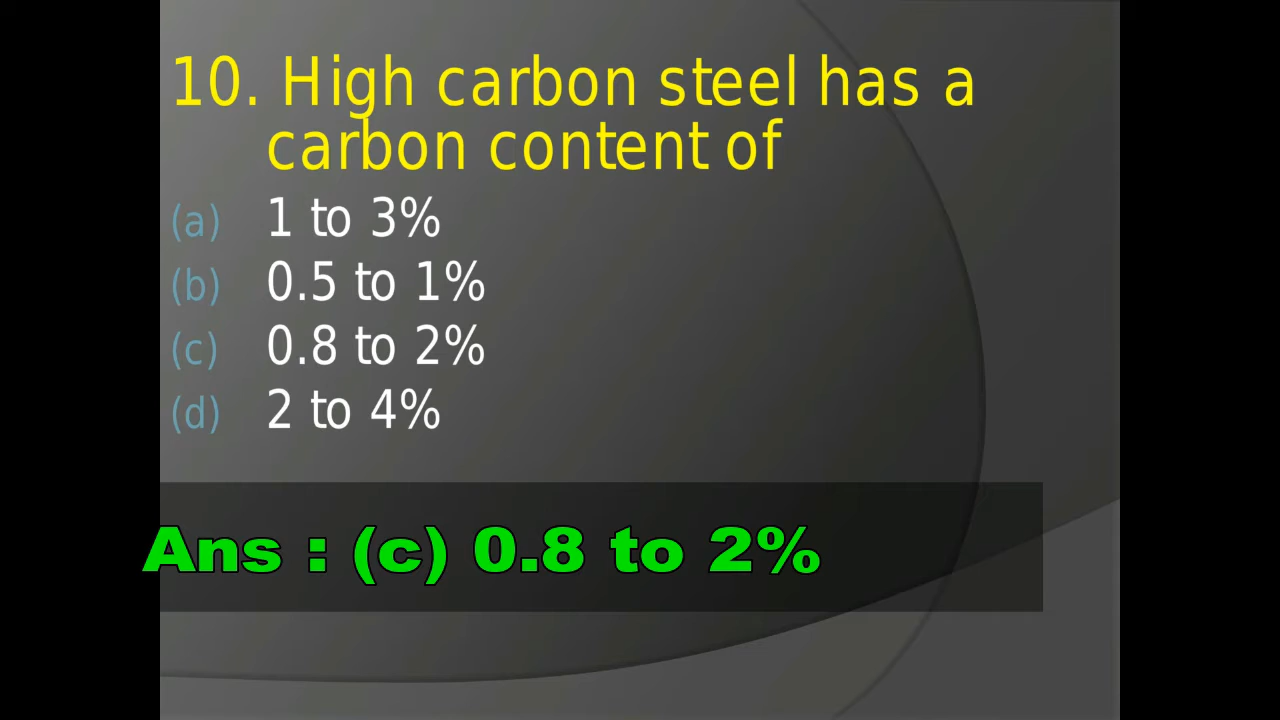 10. High carbon steel has a
carbon content of
(a) 1 to 3%
(b) 0.5 to 1%
(c) 0.8 to 2%
(d) 2 to 4%
Ans : (c) 0.8 to 2%